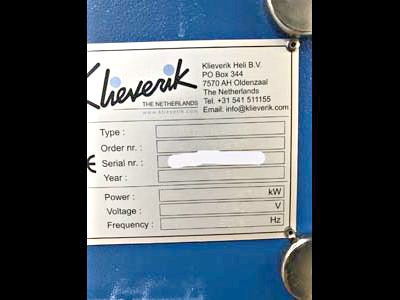 Klieverik
THE NETHERLANDS
www.klieverik.com
Klieverik Heli B.V.
PO Box 344
7570 AH Oldenzaal
The Netherlands
Tel. +31 541 511155
Email: info@klieverik.com
Type :
Order nr. :
CE
Serial nr. :
Year :
Power : kW
Voltage : V
Frequency : Hz